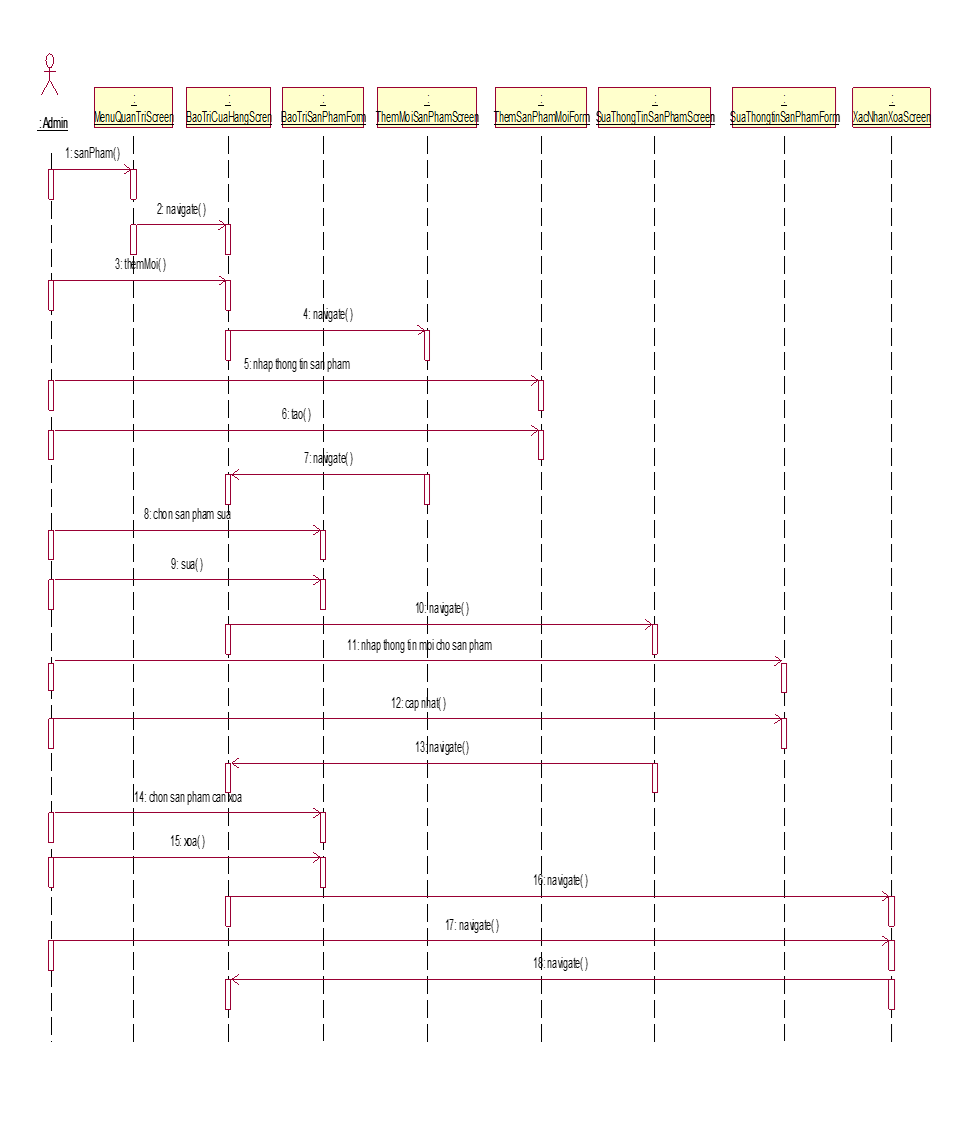 : Admin
:
MenuQuanTriScreen
:
BaoTriCuaHangScren
:
BaoTriSanPhamForm
:
ThemMoiSanPhamScreen
:
ThemSanPhamMoiForm
:
SuaThongTinSanPhamScreen
:
SuaThongtinSanPhamForm
:
XacNhanXoaScreen
1: sanPham( )
2: navigate( )
3: themMoi( )
4: navigate( )
5: nhap thong tin san pham
6: tao( )
7: navigate( )
8: chon san pham sua
9: sua( )
10: navigate( )
11: nhap thong tin moi cho san pham
12: cap nhat( )
13: navigate( )
14: chon san pham can xoa
15: xoa( )
16: navigate( )
17: navigate( )
18: navigate( )